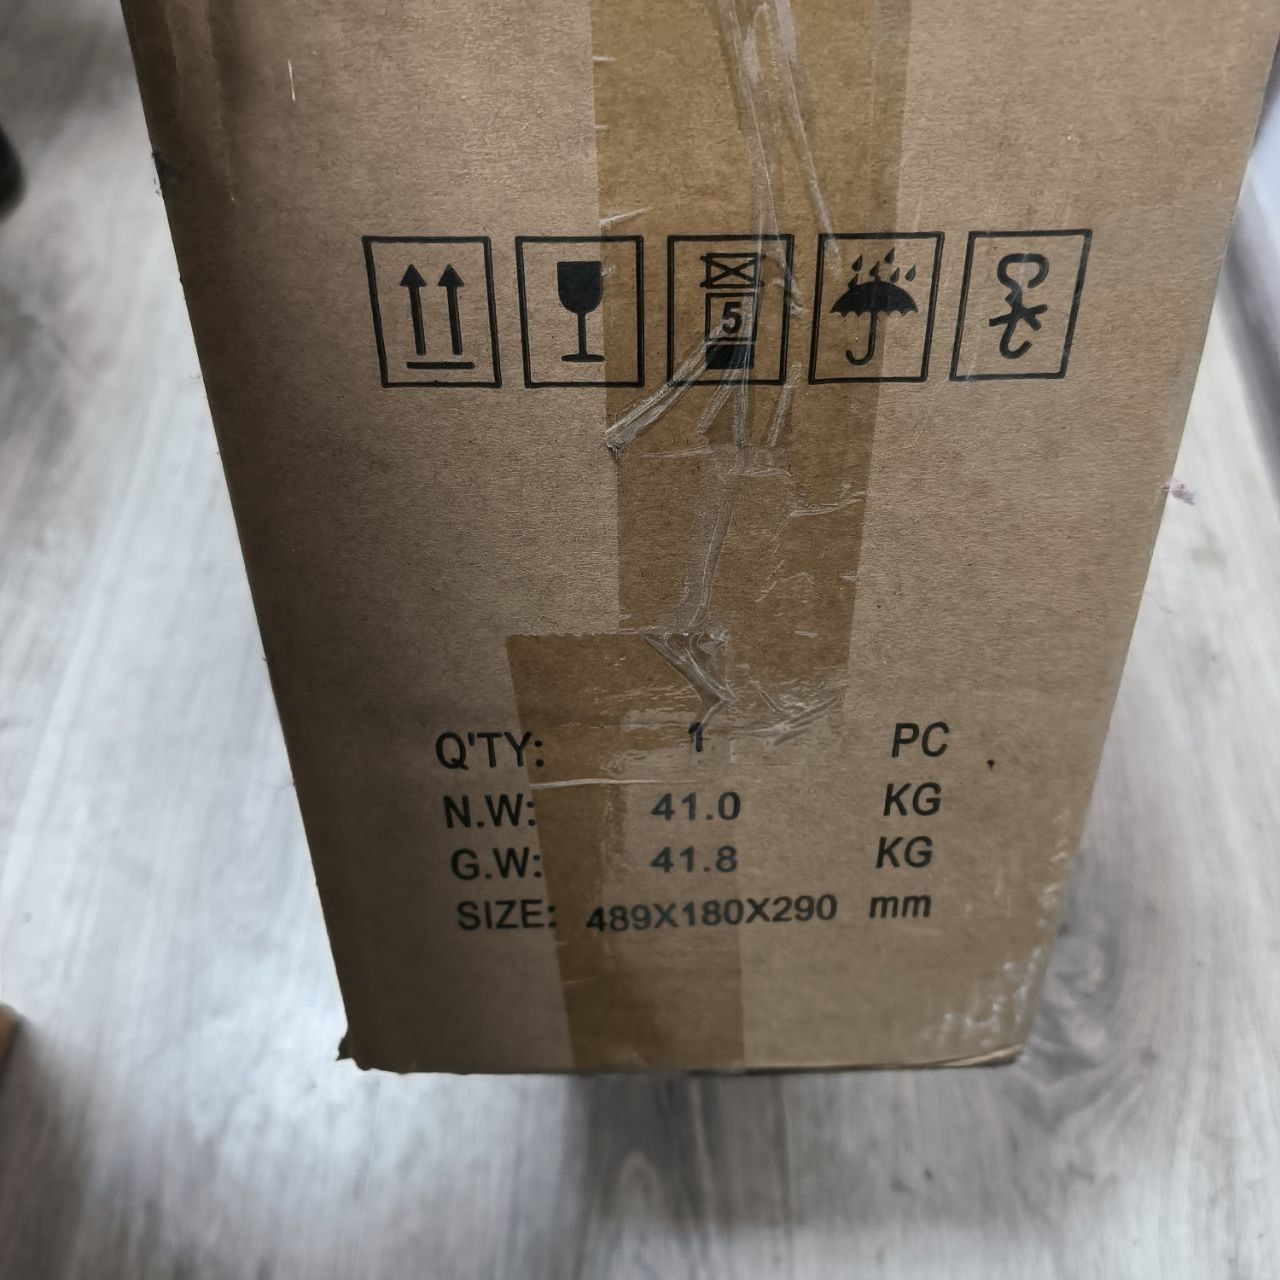 5
Q'TY: 1 PC
N.W: 41.0 KG
G.W: 41.8 KG
SIZE: 489X180X290 mm